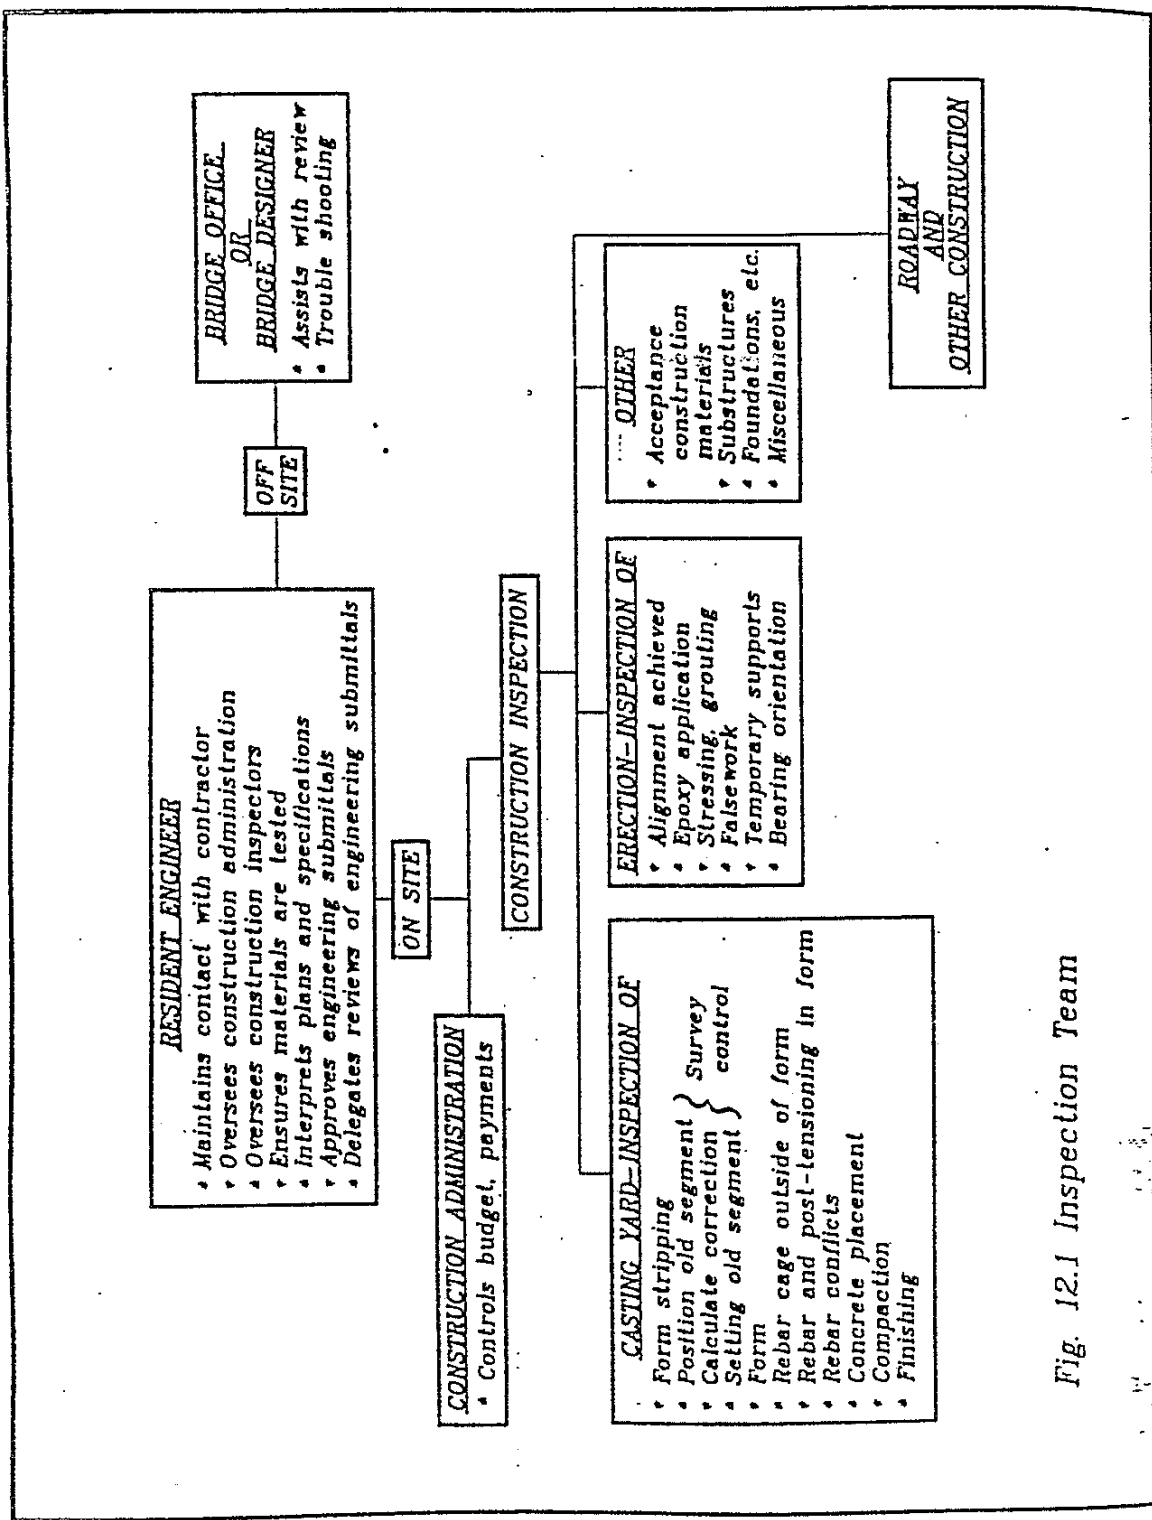 RESIDENT ENGINEER
Maintains contact with contractor
Oversees construction administration
Oversees construction inspectors
Ensures materials are tested
Interprets plans and specifications
Approves engineering submittals
Delegates reviews of engineering submittals
OFF
SITE
BRIDGE OFFICE
OR
BRIDGE DESIGNER
Assists with review
Trouble shooting
ON SITE
CONSTRUCTION ADMINISTRATION
Controls budget, payments
CONSTRUCTION INSPECTION
CASTING YARD-INSPECTION OF
Form stripping
Position old segment
Calculate correction
Setting old segment
Survey
control
Form
Rebar cage outside of form
Rebar and post-tensioning in form
Rebar conflicts
Concrete placement
Compaction
Finishing
ERECTION-INSPECTION OF
Alignment achieved
Epoxy application
Stressing, grouting
Falsework
Temporary supports
Bearing orientation
OTHER
Acceptance
construction
materials
Substructures
Foundations, etc.
Miscellaneous
ROADWAY
AND
OTHER CONSTRUCTION
Fig. 12.1 Inspection Team